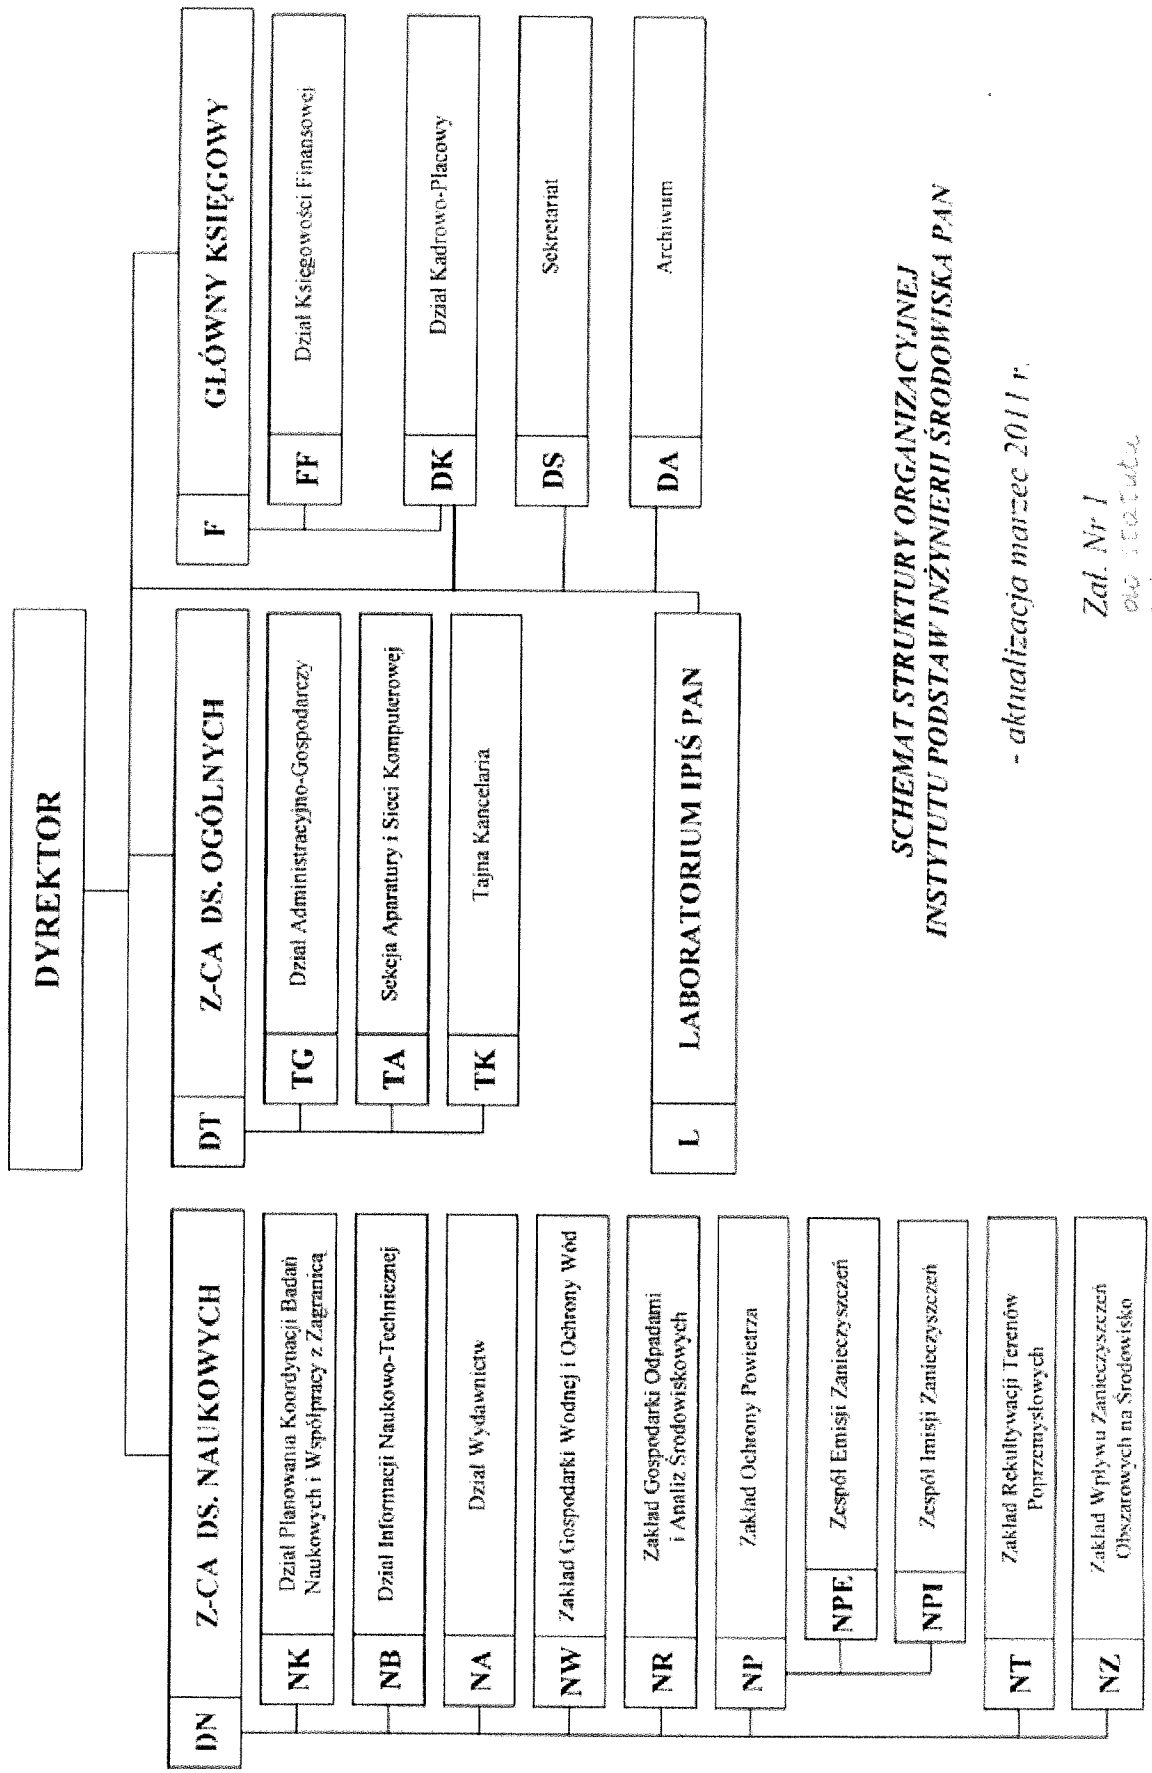 DYREKTOR
DN
Z-CA DS. NAUKOWYCH
NK
Dział Planowania Koordynacji Badań
Naukowych i Współpracy z Zagranicą
NB
Dział Informacji Naukowo-Technicznej
NA
Dział Wydawnictw
NW
Zakład Gospodarki Wodnej i Ochrony Wód
NR
Zakład Gospodarki Odpadami
i Analiz Środowiskowych
NP
Zakład Ochrony Powietrza
NPE
Zespół Emisji Zanieczyszczeń
NPI
Zespół Imisji Zanieczyszczeń
NT
Zakład Rekultywacji Terenów
Poprzemysłowych
NZ
Zakład Wpływu Zanieczyszczeń
Obszarowych na Środowisko
DT
Z-CA DS. OGÓLNYCH
TG
Dział Administracyjno-Gospodarczy
TA
Sekcja Aparatury i Sieci Komputerowej
TK
Tajna Kancelaria
L
LABORATORIUM IPIŚ PAN
F
GŁÓWNY KSIĘGOWY
FF
Dział Księgowości Finansowej
DK
Dział Kadrowo-Płacowy
DS
Sekretariat
DA
Archiwum
SCHEMAT STRUKTURY ORGANIZACYJNEJ
INSTYTUTU PODSTAW INŻYNIERII ŚRODOWISKA PAN
- aktualizacja marzec 2011 r.
Zał. Nr 1